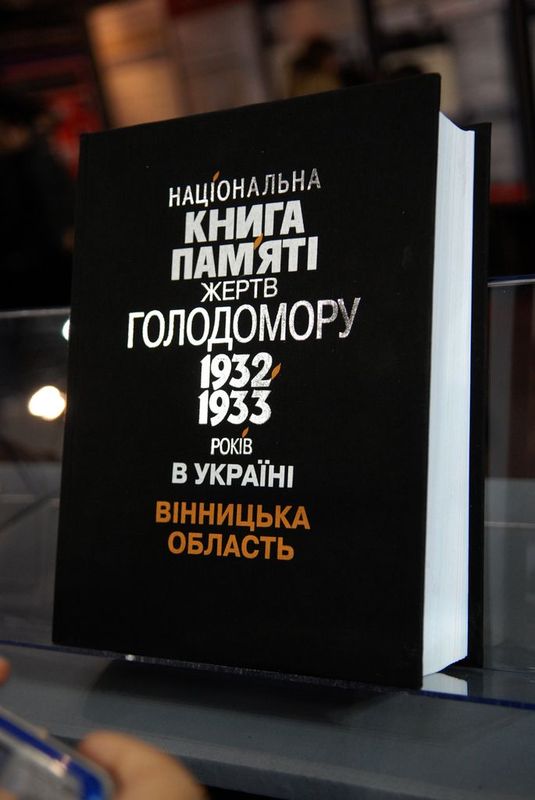 НАЦІОНАЛЬНА
КНИГА
ПАМ'ЯТІ
ЖЕРТВ
ГОЛОДОМОРУ
1932
1933
РОКІВ
В УКРАЇНІ
ВІННИЦЬКА
ОБЛАСТЬ